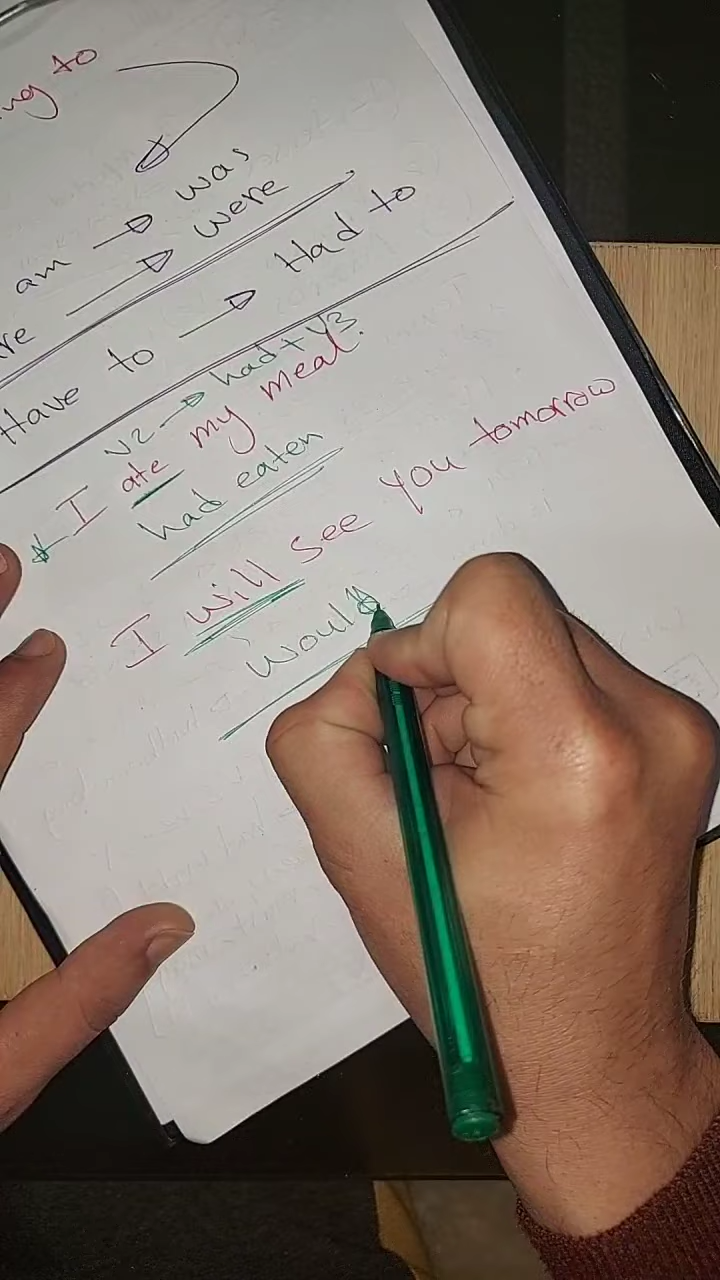 ing to
am → was
re → were
Have to → Had to
V2 → had + V3
I ate my meal.
had eaten
I will see you tomorrow
would